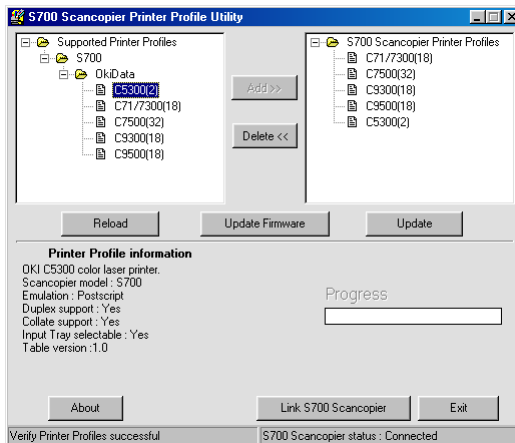 S700 Scancopier Printer Profile Utility
Supported Printer Profiles
S700
OkiData
C5300(2)
C71/7300(18)
C7500(32)
C9300(18)
C9500(18)
Add >>
Delete <<
S700 Scancopier Printer Profiles
C71/7300(18)
C7500(32)
C9300(18)
C9500(18)
C5300(2)
Reload
Update Firmware
Update
Printer Profile information
OKI C5300 color laser printer.
Scancopier model : S700
Emulation : Postscript
Duplex support : Yes
Collate support : Yes
Input Tray selectable : Yes
Table version :1.0
Progress
About
Link S700 Scancopier
Exit
Verify Printer Profiles successful
S700 Scancopier status : Connected